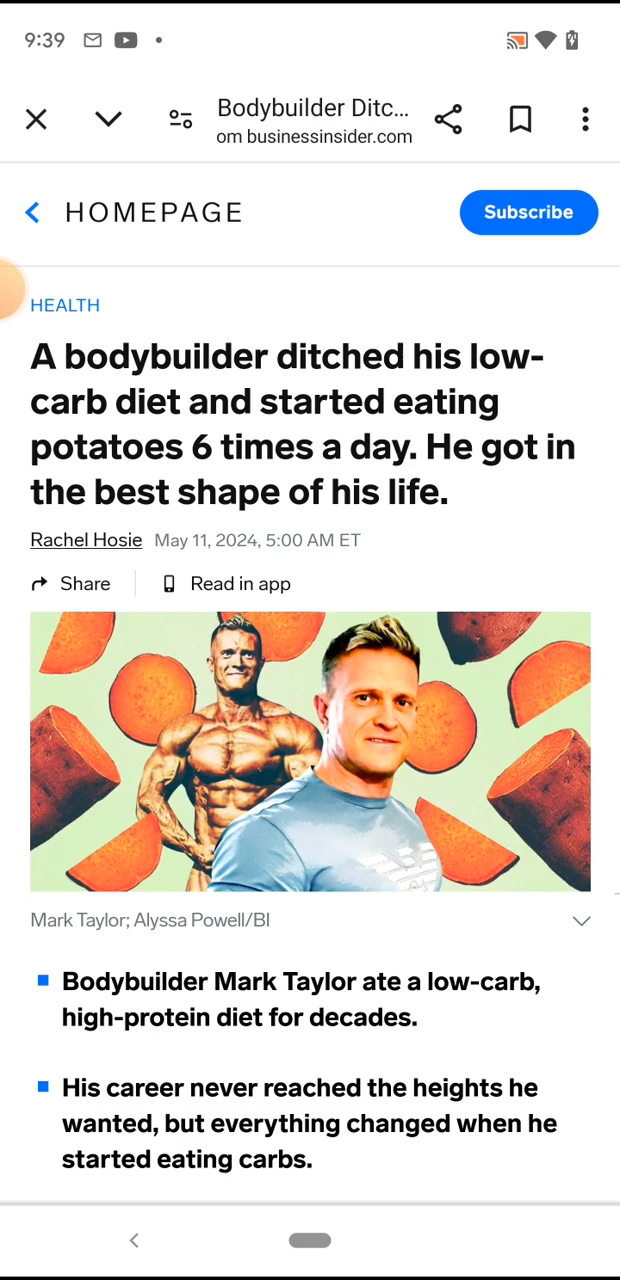 9:39
Bodybuilder Ditc...
om businessinsider.com
HOMEPAGE
Subscribe
HEALTH
A bodybuilder ditched his low-
carb diet and started eating
potatoes 6 times a day. He got in
the best shape of his life.
Rachel Hosie May 11, 2024, 5:00 AM ET
Share Read in app
Mark Taylor; Alyssa Powell/BI
Bodybuilder Mark Taylor ate a low-carb,
high-protein diet for decades.
His career never reached the heights he
wanted, but everything changed when he
started eating carbs.